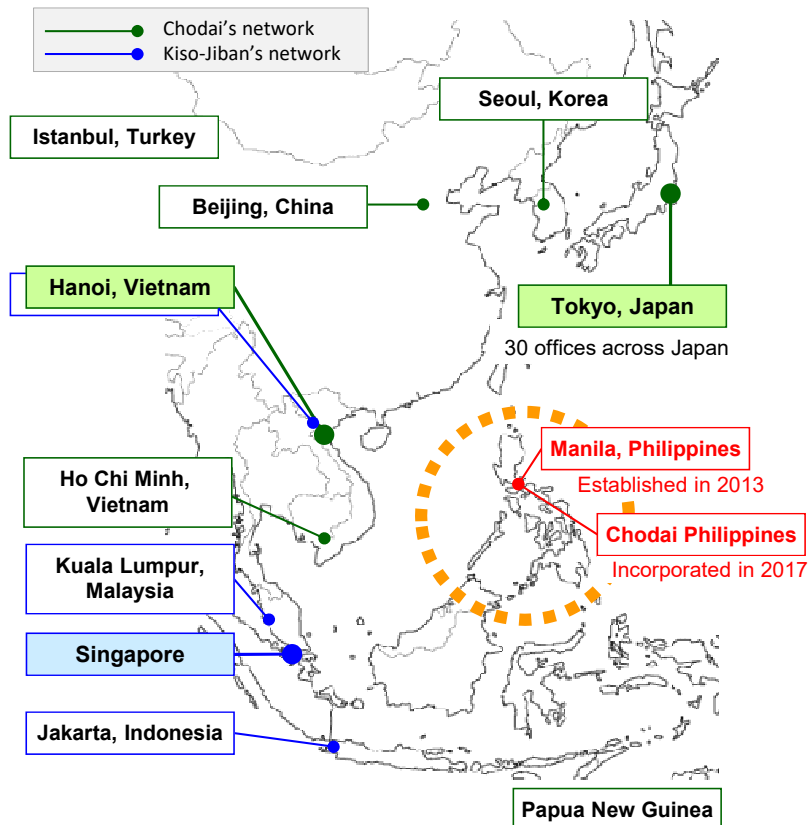 Chodai's network
Kiso-Jiban's network
Seoul, Korea
Istanbul, Turkey
Beijing, China
Hanoi, Vietnam
Tokyo, Japan
30 offices across Japan
Manila, Philippines
Established in 2013
Ho Chi Minh,
Vietnam
Chodai Philippines
Incorporated in 2017
Kuala Lumpur,
Malaysia
Singapore
Jakarta, Indonesia
Papua New Guinea